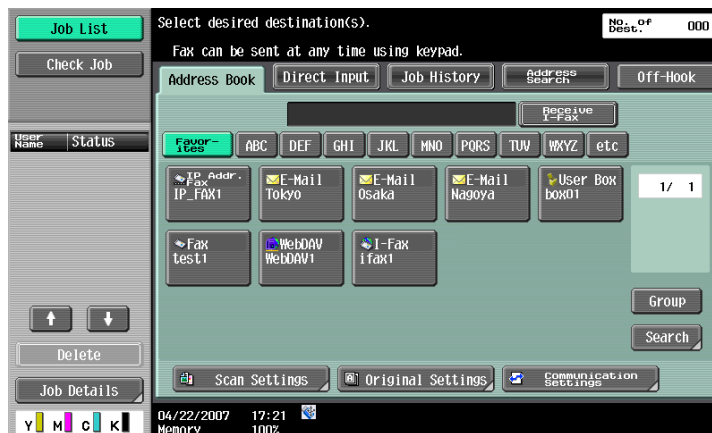 Job List
Check Job
User Name Status
Delete
Job Details
Y M C K
Select desired destination(s).
Fax can be sent at any time using keypad.
No. of Dest. 000
Address Book Direct Input Job History Address Search Off-Hook
Receive I-Fax
Favor-ites ABC DEF GHI JKL MNO PQRS TUV WXYZ etc
IP Addr. Fax
IP_FAX1
E-Mail
Tokyo
E-Mail
Osaka
E-Mail
Nagoya
User Box
box01
1/ 1
Fax
test1
WebDAV
WebDAV1
I-Fax
ifax1
Group
Search
Scan Settings Original Settings Communication Settings
04/22/2007 17:21
Memory 100%